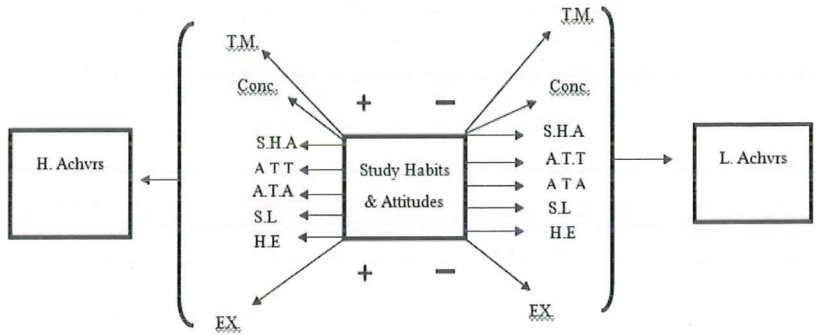 T.M.
Conc.
S.H.A
A T T
A.T.A
S.L
H.E
EX.
H. Achvrs
+ −
Study Habits
& Attitudes
+ −
T.M.
Conc.
S.H.A
A.T.T
A T A
S.L
H.E
EX.
L. Achvrs